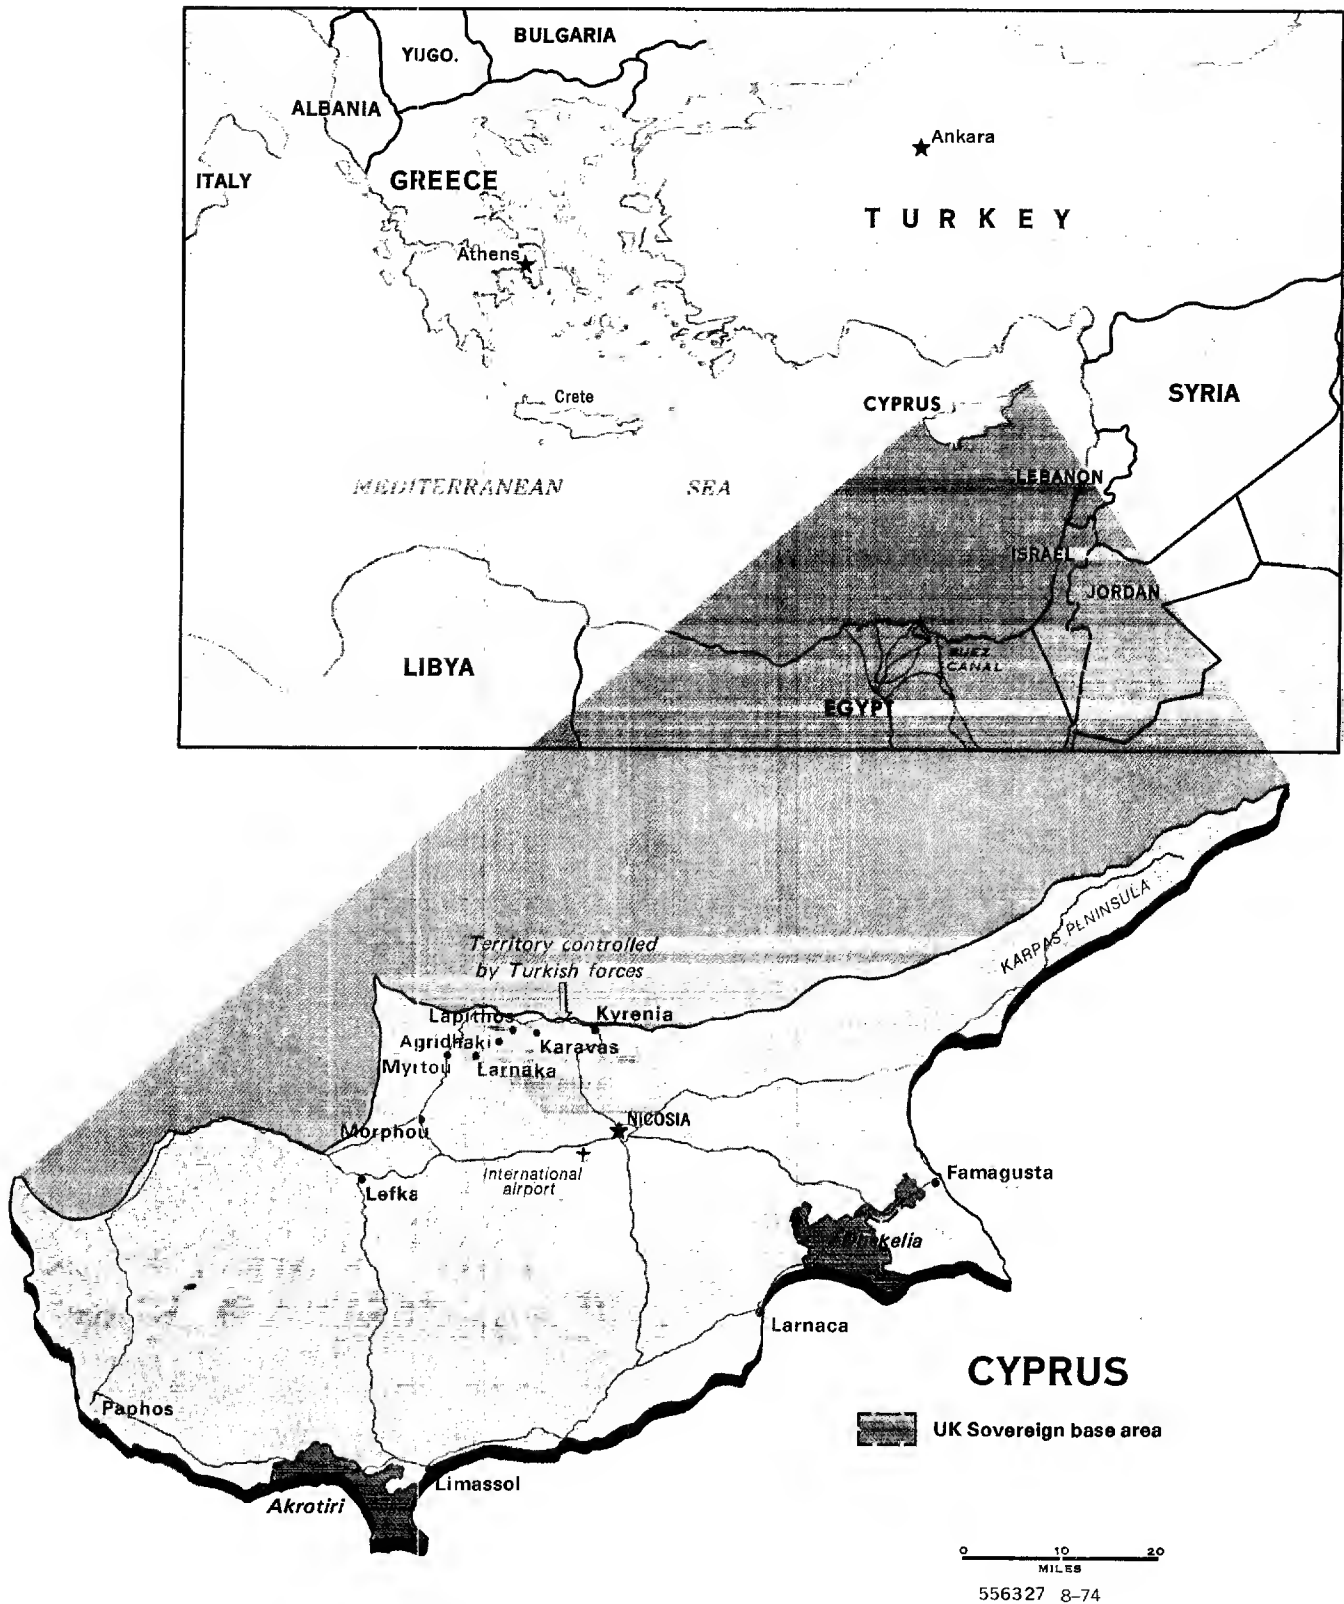 BULGARIA
YUGO.
ALBANIA
Ankara
ITALY
GREECE
TURKEY
Athens
SYRIA
Crete
CYPRUS
LEBANON
MEDITERRANEAN SEA
ISRAEL
JORDAN
SUEZ
CANAL
LIBYA
EGYPT
KARPAS PENINSULA
Territory controlled
by Turkish forces
Lapithos
Kyrenia
Agridhaki
Karavas
Myrtou
Larnaka
NICOSIA
Morphou
International
airport
Famagusta
Lefka
Dhekelia
Larnaca
CYPRUS
Paphos
UK Sovereign base area
Limassol
Akrotiri
0 10 20
MILES
556327 8-74